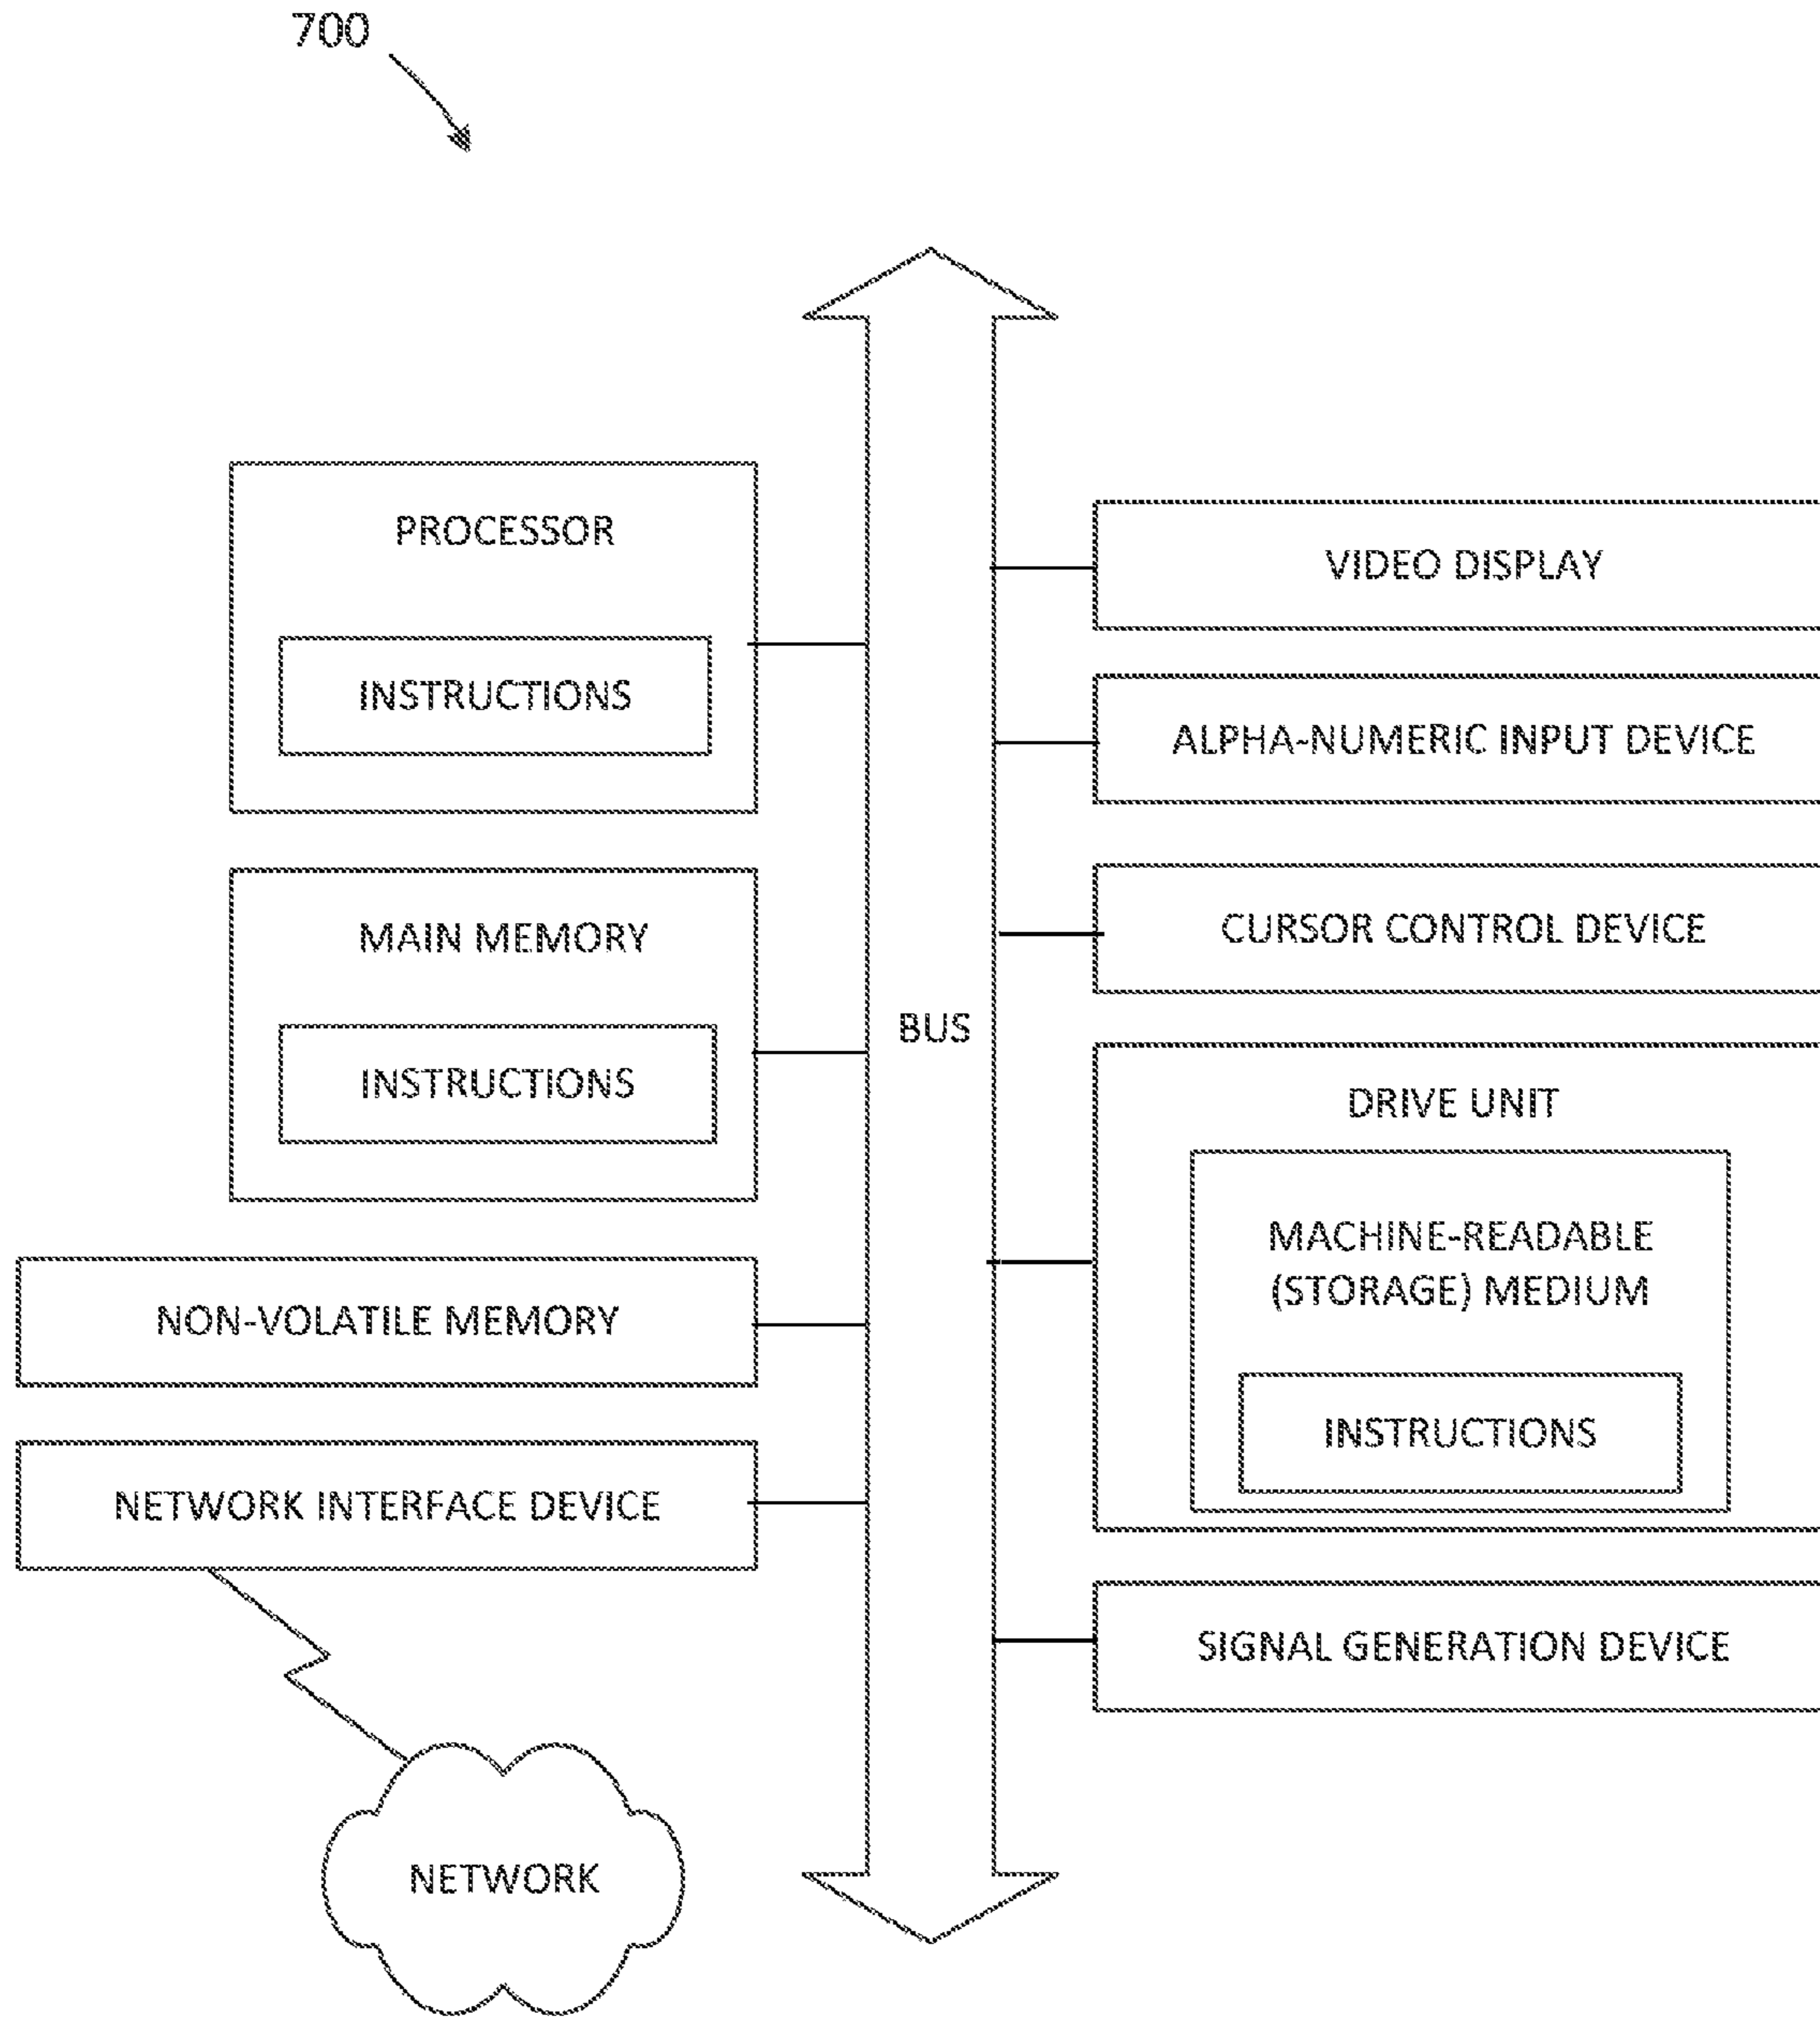 700
PROCESSOR
INSTRUCTIONS
MAIN MEMORY
INSTRUCTIONS
NON-VOLATILE MEMORY
NETWORK INTERFACE DEVICE
NETWORK
BUS
VIDEO DISPLAY
ALPHA-NUMERIC INPUT DEVICE
CURSOR CONTROL DEVICE
DRIVE UNIT
MACHINE-READABLE
(STORAGE) MEDIUM
INSTRUCTIONS
SIGNAL GENERATION DEVICE